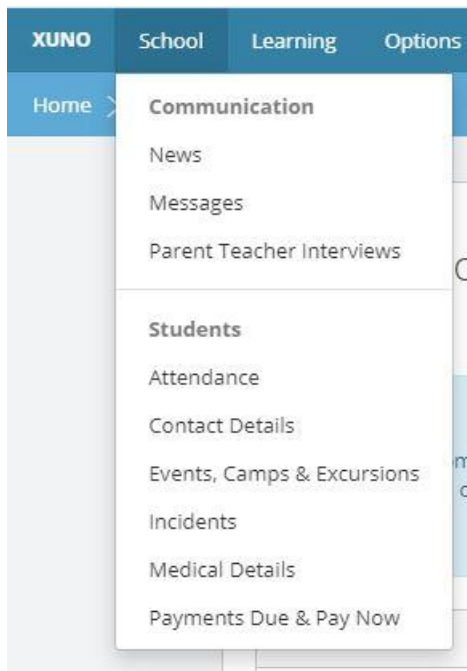 XUNO School Learning Options
Home
Communication
News
Messages
Parent Teacher Interviews
Students
Attendance
Contact Details
Events, Camps & Excursions
Incidents
Medical Details
Payments Due & Pay Now